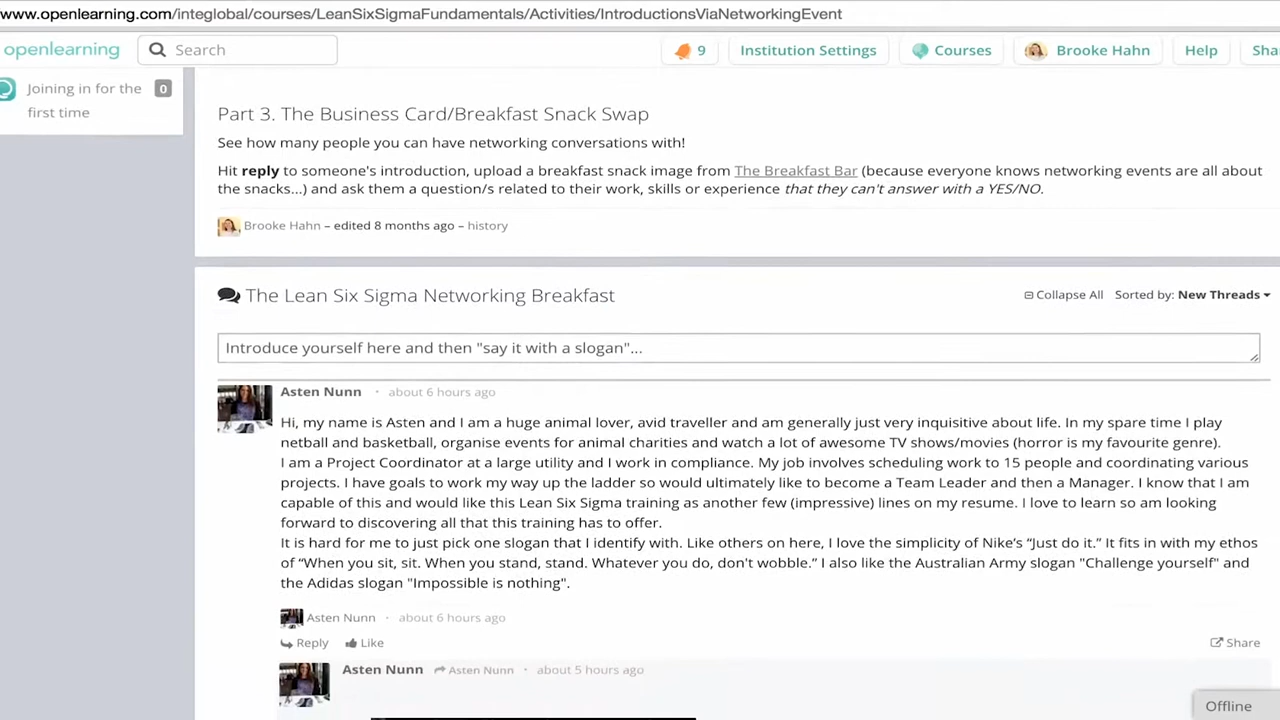 www.openlearning.com/integlobal/courses/LeanSixSigmaFundamentals/Activities/IntroductionsViaNetworkingEvent
openlearning
Search
9
Institution Settings
Courses
Brooke Hahn
Help
Sha
Joining in for the
first time
0
Part 3. The Business Card/Breakfast Snack Swap
See how many people you can have networking conversations with!
Hit reply to someone's introduction, upload a breakfast snack image from The Breakfast Bar (because everyone knows networking events are all about
the snacks...) and ask them a question/s related to their work, skills or experience that they can't answer with a YES/NO.
Brooke Hahn – edited 8 months ago – history
The Lean Six Sigma Networking Breakfast
Collapse All Sorted by: New Threads
Introduce yourself here and then "say it with a slogan"...
Asten Nunn · about 6 hours ago
Hi, my name is Asten and I am a huge animal lover, avid traveller and am generally just very inquisitive about life. In my spare time I play
netball and basketball, organise events for animal charities and watch a lot of awesome TV shows/movies (horror is my favourite genre).
I am a Project Coordinator at a large utility and I work in compliance. My job involves scheduling work to 15 people and coordinating various
projects. I have goals to work my way up the ladder so would ultimately like to become a Team Leader and then a Manager. I know that I am
capable of this and would like this Lean Six Sigma training as another few (impressive) lines on my resume. I love to learn so am looking
forward to discovering all that this training has to offer.
It is hard for me to just pick one slogan that I identify with. Like others on here, I love the simplicity of Nike's “Just do it.” It fits in with my ethos
of “When you sit, sit. When you stand, stand. Whatever you do, don't wobble.” I also like the Australian Army slogan "Challenge yourself" and
the Adidas slogan "Impossible is nothing".
Asten Nunn · about 6 hours ago
Reply Like Share
Asten Nunn Asten Nunn · about 5 hours ago
Offline